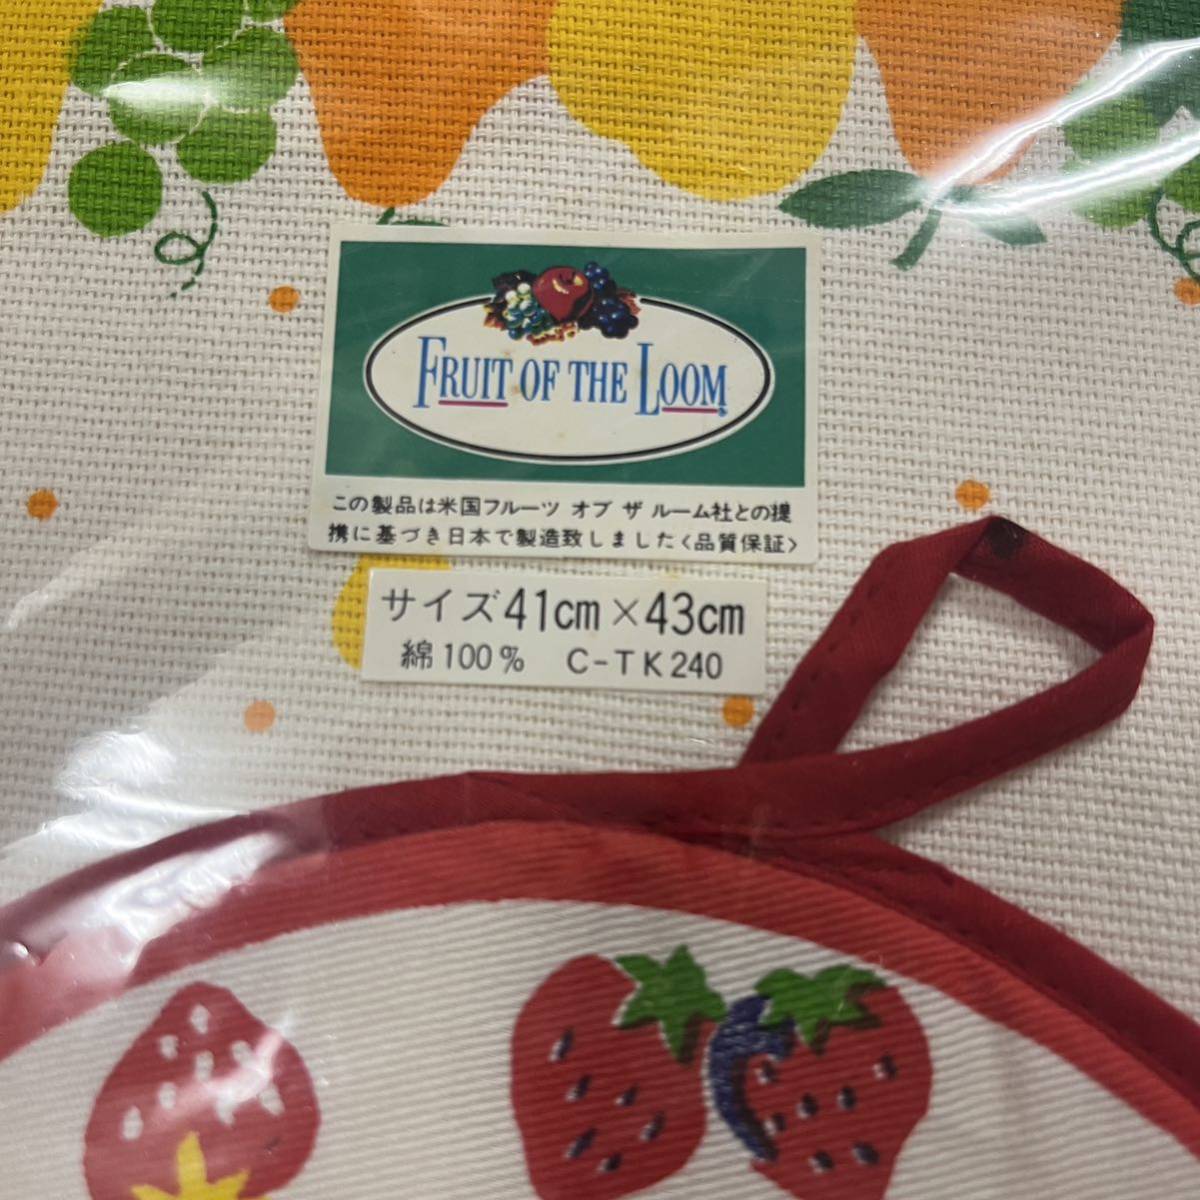 FRUIT OF THE LOOM
この製品は米国フルーツ オブ ザ ルーム社との提
携に基づき日本で製造致しました〈品質保証〉
サイズ41cm×43cm
綿100% C-TK240